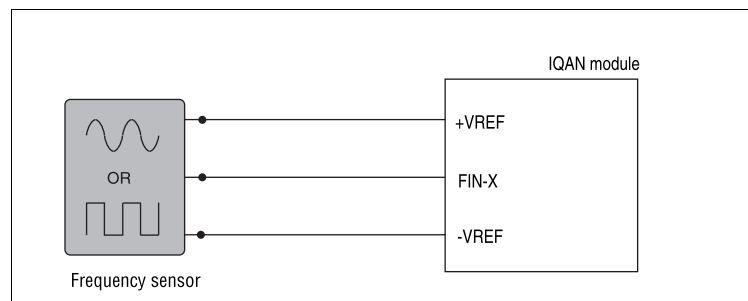 IQAN module
+VREF
OR
FIN-X
-VREF
Frequency sensor